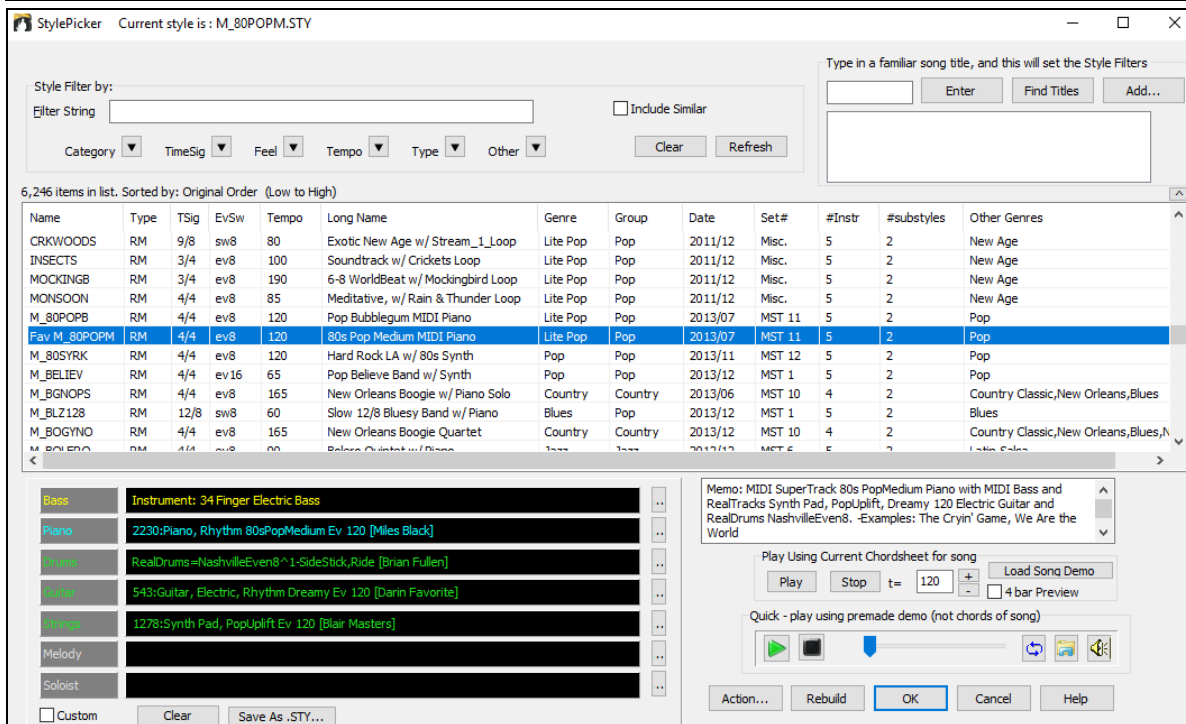 StylePicker Current style is : M_80POPM.STY
Type in a familiar song title, and this will set the Style Filters
Enter Find Titles Add...
Style Filter by:
Filter String Include Similar
Category TimeSig Feel Tempo Type Other Clear Refresh
6,246 items in list. Sorted by: Original Order (Low to High)
Name Type TSig EvSw Tempo Long Name Genre Group Date Set# #Instr #substyles Other Genres
CRKWOODS RM 9/8 sw8 80 Exotic New Age w/ Stream_1_Loop Lite Pop Pop 2011/12 Misc. 5 2 New Age
INSECTS RM 3/4 ev8 100 Soundtrack w/ Crickets Loop Lite Pop Pop 2011/12 Misc. 5 2 New Age
MOCKINGB RM 3/4 ev8 190 6-8 WorldBeat w/ Mockingbird Loop Lite Pop Pop 2011/12 Misc. 5 2 New Age
MONSOON RM 4/4 ev8 85 Meditative, w/ Rain & Thunder Loop Lite Pop Pop 2011/12 Misc. 5 2 New Age
M_80POPB RM 4/4 ev8 120 Pop Bubblegum MIDI Piano Lite Pop Pop 2013/07 MST 11 5 2 Pop
Fav M_80POPM RM 4/4 ev8 120 80s Pop Medium MIDI Piano Lite Pop Pop 2013/07 MST 11 5 2 Pop
M_80SYRK RM 4/4 ev8 120 Hard Rock LA w/ 80s Synth Pop Pop 2013/11 MST 12 5 2 Pop
M_BELIEV RM 4/4 ev16 65 Pop Believe Band w/ Synth Pop Pop 2013/12 MST 1 5 2 Pop
M_BGNOPS RM 4/4 ev8 165 New Orleans Boogie w/ Piano Solo Country Country 2013/06 MST 10 4 2 Country Classic,New Orleans,Blues
M_BLZ128 RM 12/8 sw8 60 Slow 12/8 Bluesy Band w/ Piano Blues Pop 2013/12 MST 1 5 2 Blues
M_BOGYNO RM 4/4 ev8 165 New Orleans Boogie Quartet Country Country 2013/12 MST 10 4 2 Country Classic,New Orleans,Blues,N
M_BOLERO RM 4/4 ev8 90 Bolero Quintet w/ Piano Jazz Jazz 2013/12 MST 6 5 2 Latin Salsa
Bass Instrument: 34 Finger Electric Bass ..
Piano 2230:Piano, Rhythm 80sPopMedium Ev 120 [Miles Black] ..
Drums RealDrums=NashvilleEven8^1-SideStick,Ride [Brian Fullen] ..
Guitar 543:Guitar, Electric, Rhythm Dreamy Ev 120 [Darin Favorite] ..
Strings 1278:Synth Pad, PopUplift Ev 120 [Blair Masters] ..
Melody ..
Soloist ..
Custom Clear Save As .STY...
Memo: MIDI SuperTrack 80s PopMedium Piano with MIDI Bass and
RealTracks Synth Pad, PopUplift, Dreamy 120 Electric Guitar and
RealDrums NashvilleEven8. -Examples: The Cryin' Game, We Are the
World
Play Using Current Chordsheet for song
Play Stop t= 120 + - Load Song Demo
4 bar Preview
Quick - play using premade demo (not chords of song)
Action... Rebuild OK Cancel Help